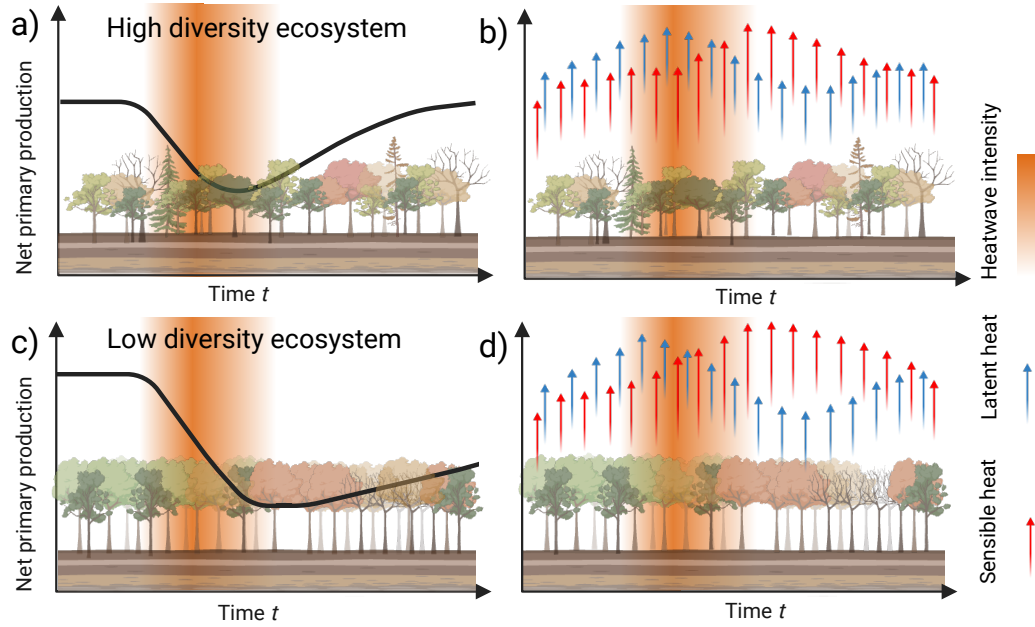 a)
High diversity ecosystem
Net primary production
Time t
b)
Time t
Heatwave intensity
c)
Low diversity ecosystem
Net primary production
Time t
d)
Time t
Latent heat
Sensible heat